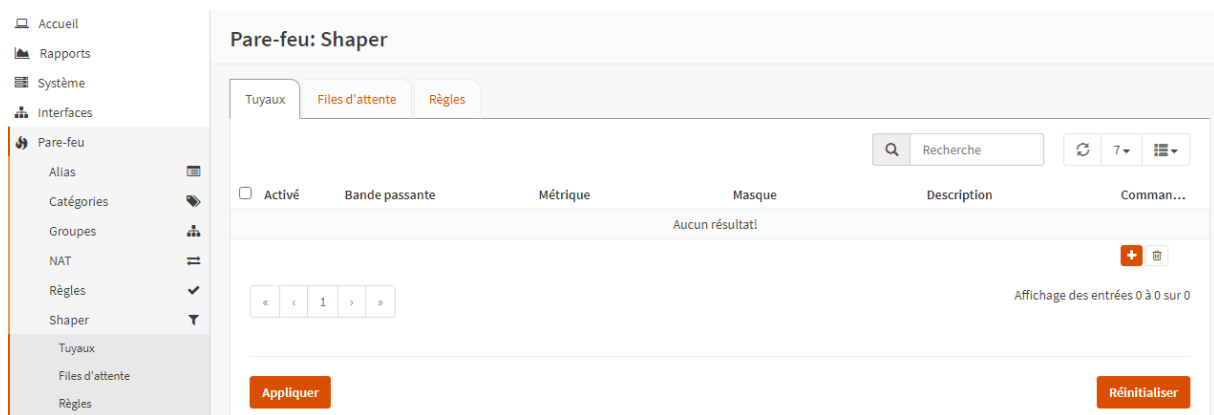 Accueil
Rapports
Système
Interfaces
Pare-feu
Alias
Catégories
Groupes
NAT
Règles
Shaper
Tuyaux
Files d'attente
Règles
Pare-feu: Shaper
Tuyaux Files d'attente Règles
Recherche 7
Activé Bande passante Métrique Masque Description Comman...
Aucun résultat!
« ‹ 1 › »
Affichage des entrées 0 à 0 sur 0
Appliquer Réinitialiser